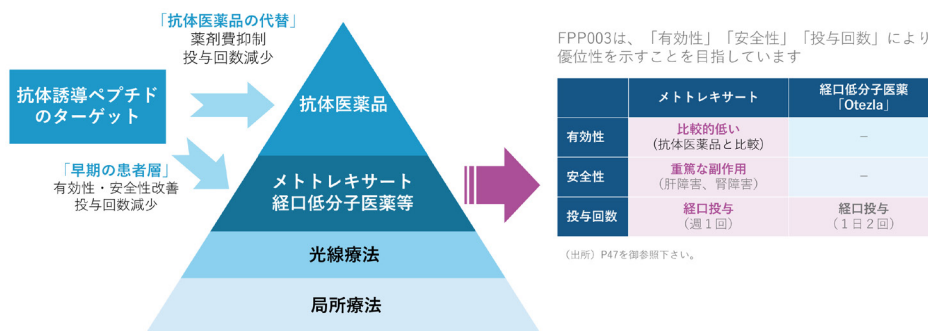 「抗体医薬品の代替」
薬剤費抑制
投与回数減少
抗体誘導ペプチド
のターゲット
「早期の患者層」
有効性・安全性改善
投与回数減少
抗体医薬品
メトトレキサート
経口低分子医薬等
光線療法
局所療法
FPP003は、「有効性」「安全性」「投与回数」により
優位性を示すことを目指しています
メトトレキサート
経口低分子医薬
「Otezla」
有効性
比較的低い
(抗体医薬品と比較)
–
安全性
重篤な副作用
(肝障害、腎障害)
–
投与回数
経口投与
(週1回)
経口投与
(1日2回)
(出所) P47を御参照下さい。